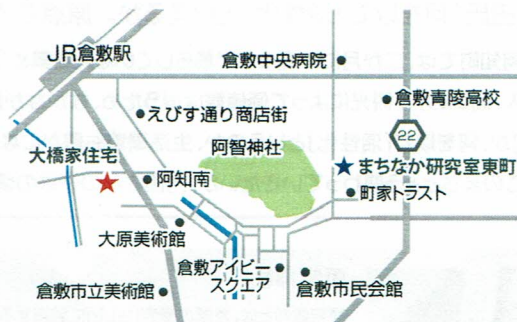 JR倉敷駅
倉敷中央病院
倉敷青陵高校
えびす通り商店街
22
大橋家住宅
阿智神社
まちなか研究室東町
阿知南
町家トラスト
大原美術館
倉敷アイビー
スクエア
倉敷市立美術館
倉敷市民会館